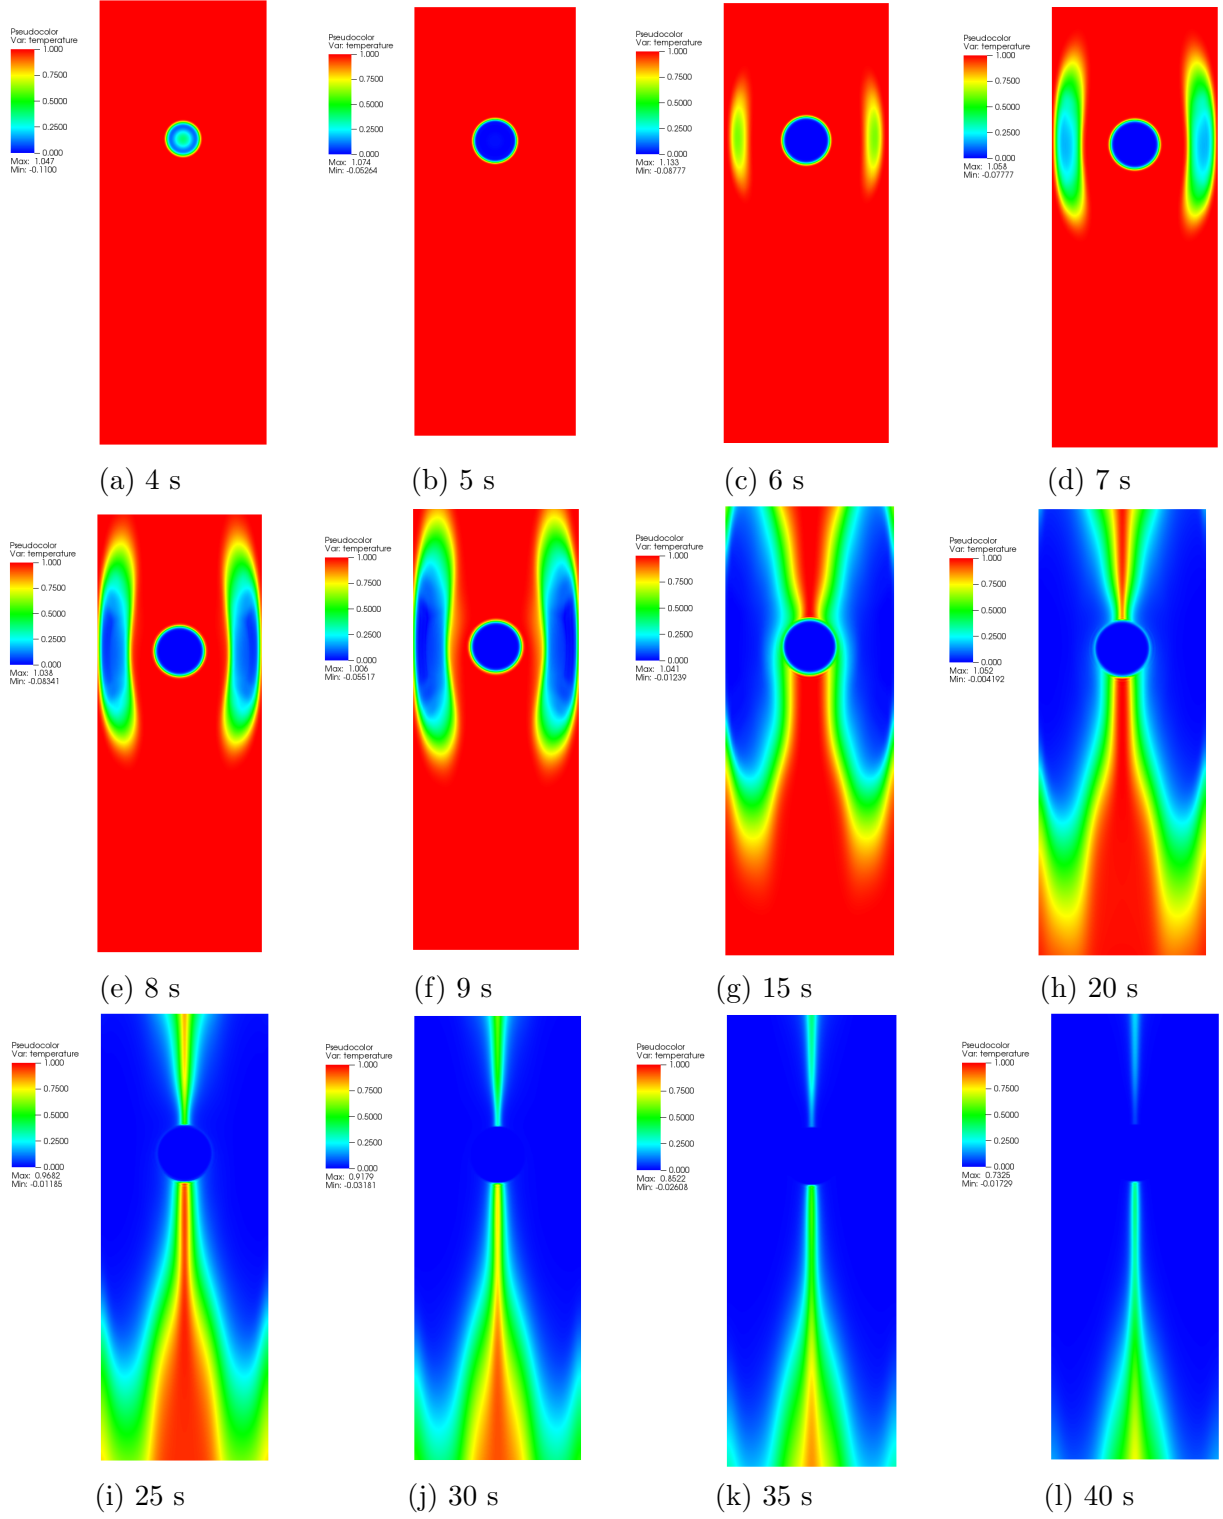 Pseudocolor
Var: temperature
1.000
0.7500
0.5000
0.2500
0.000
Max: 1.047
Min: -0.1100
(a) 4 s
Pseudocolor
Var: temperature
1.000
0.7500
0.5000
0.2500
0.000
Max: 1.074
Min: -0.05264
(b) 5 s
Pseudocolor
Var: temperature
1.000
0.7500
0.5000
0.2500
0.000
Max: 1.133
Min: -0.08777
(c) 6 s
Pseudocolor
Var: temperature
1.000
0.7500
0.5000
0.2500
0.000
Max: 1.058
Min: -0.07777
(d) 7 s
Pseudocolor
Var: temperature
1.000
0.7500
0.5000
0.2500
0.000
Max: 1.038
Min: -0.08341
(e) 8 s
Pseudocolor
Var: temperature
1.000
0.7500
0.5000
0.2500
0.000
Max: 1.006
Min: -0.05517
(f) 9 s
Pseudocolor
Var: temperature
1.000
0.7500
0.5000
0.2500
0.000
Max: 1.041
Min: -0.01239
(g) 15 s
Pseudocolor
Var: temperature
1.000
0.7500
0.5000
0.2500
0.000
Max: 1.052
Min: -0.004192
(h) 20 s
Pseudocolor
Var: temperature
1.000
0.7500
0.5000
0.2500
0.000
Max: 0.9682
Min: -0.01185
(i) 25 s
Pseudocolor
Var: temperature
1.000
0.7500
0.5000
0.2500
0.000
Max: 0.9179
Min: -0.03181
(j) 30 s
Pseudocolor
Var: temperature
1.000
0.7500
0.5000
0.2500
0.000
Max: 0.8522
Min: -0.02608
(k) 35 s
Pseudocolor
Var: temperature
1.000
0.7500
0.5000
0.2500
0.000
Max: 0.7325
Min: -0.01729
(l) 40 s